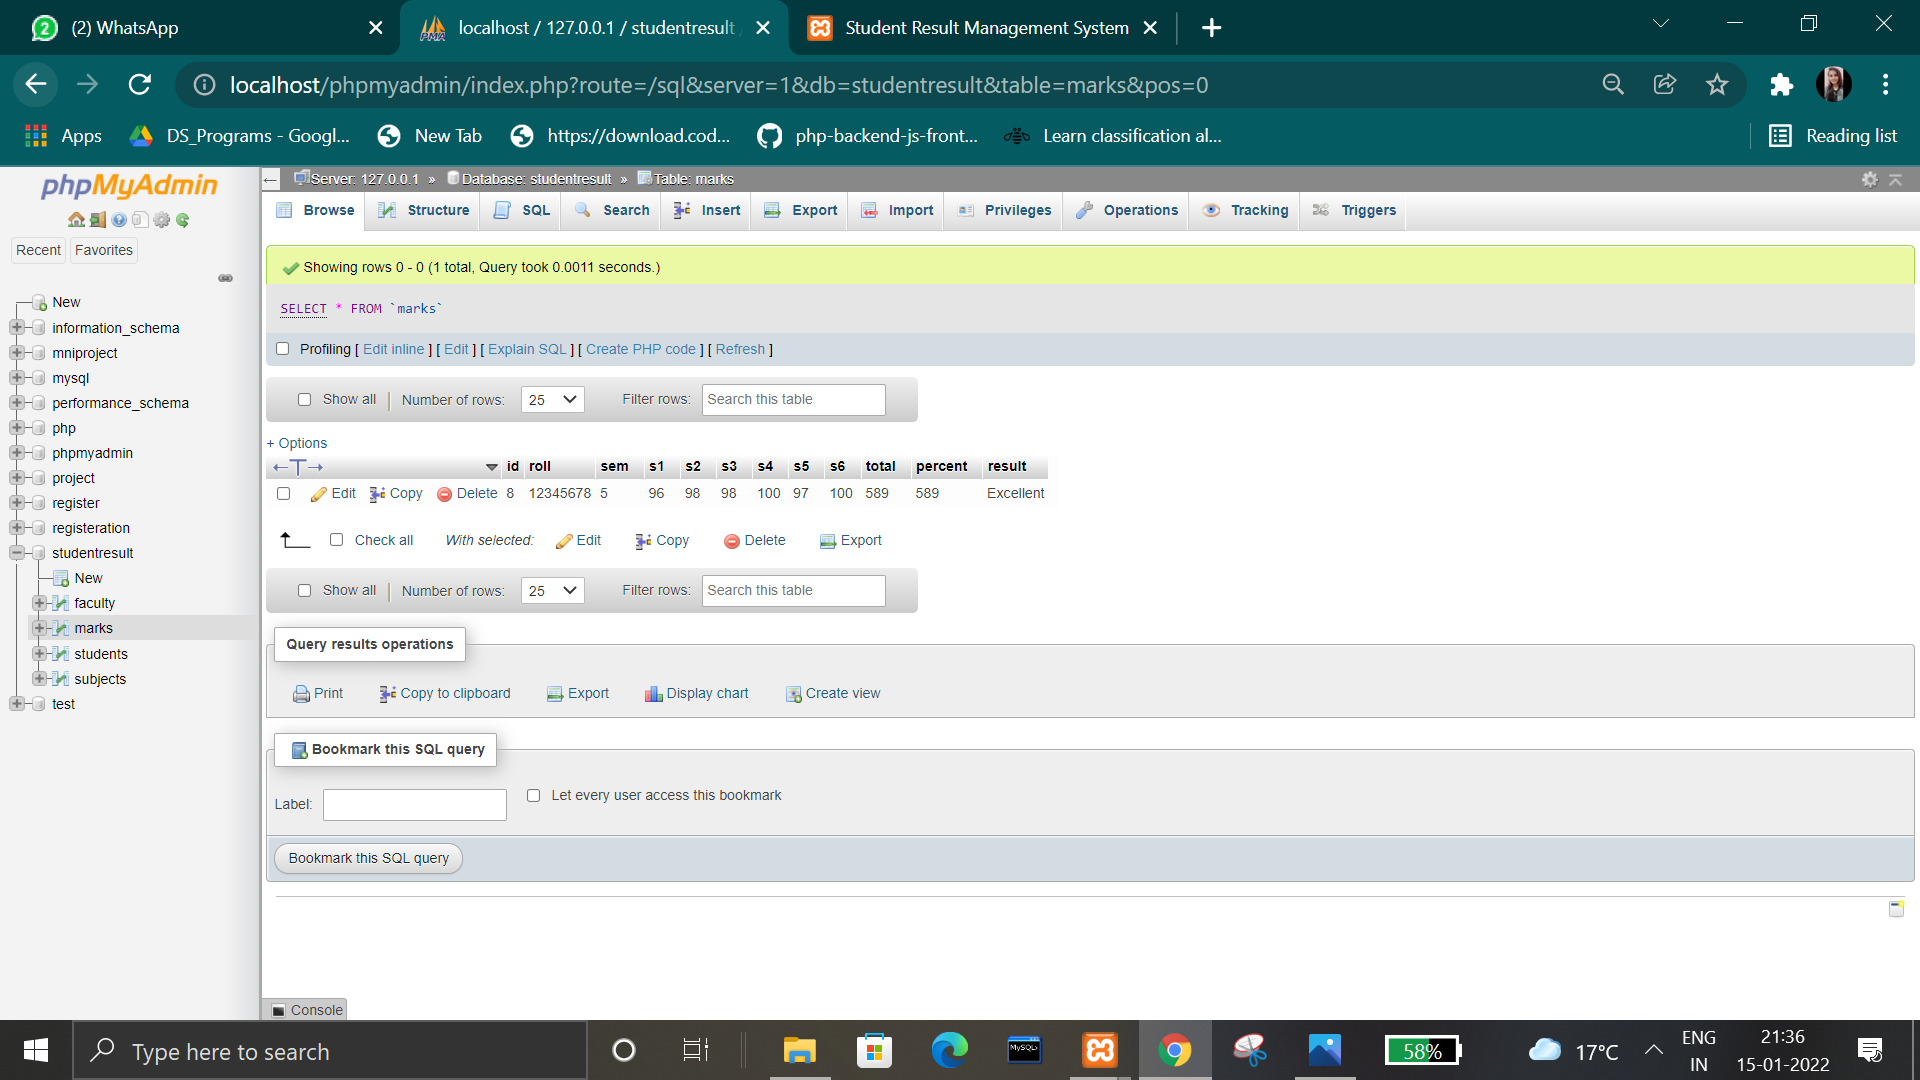 (2) WhatsApp
localhost / 127.0.0.1 / studentresult
Student Result Management System
localhost/phpmyadmin/index.php?route=/sql&server=1&db=studentresult&table=marks&pos=0
Apps
DS_Programs - Googl...
New Tab
https://download.cod...
php-backend-js-front...
Learn classification al...
Reading list
phpMyAdmin
Recent Favorites
New
information_schema
mniproject
mysql
performance_schema
php
phpmyadmin
project
register
registeration
studentresult
New
faculty
marks
students
subjects
test
Server: 127.0.0.1 » Database: studentresult » Table: marks
Browse Structure SQL Search Insert Export Import Privileges Operations Tracking Triggers
Showing rows 0 - 0 (1 total, Query took 0.0011 seconds.)
SELECT * FROM `marks`
Profiling [ Edit inline ] [ Edit ] [ Explain SQL ] [ Create PHP code ] [ Refresh ]
Show all Number of rows: 25 Filter rows: Search this table
+ Options
id roll sem s1 s2 s3 s4 s5 s6 total percent result
Edit Copy Delete 8 12345678 5 96 98 98 100 97 100 589 589 Excellent
Check all With selected: Edit Copy Delete Export
Show all Number of rows: 25 Filter rows: Search this table
Query results operations
Print Copy to clipboard Export Display chart Create view
Bookmark this SQL query
Label: Let every user access this bookmark
Bookmark this SQL query
Console
Type here to search
MySQL
58%
17°C
ENG
IN
21:36
15-01-2022